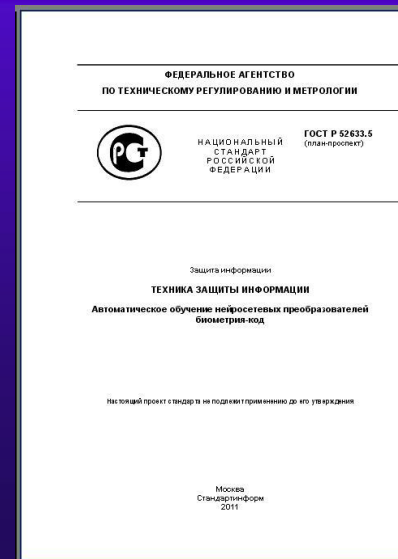 ФЕДЕРАЛЬНОЕ АГЕНТСТВО
ПО ТЕХНИЧЕСКОМУ РЕГУЛИРОВАНИЮ И МЕТРОЛОГИИ
РСТ
НАЦИОНАЛЬНЫЙ
СТАНДАРТ
РОССИЙСКОЙ
ФЕДЕРАЦИИ
ГОСТ Р 52633.5
(план-проспект)
Защита информации
ТЕХНИКА ЗАЩИТЫ ИНФОРМАЦИИ
Автоматическое обучение нейросетевых преобразователей
биометрия-код
Настоящий проект стандарта не подлежит применению до его утверждения
Москва
Стандартинформ
2011